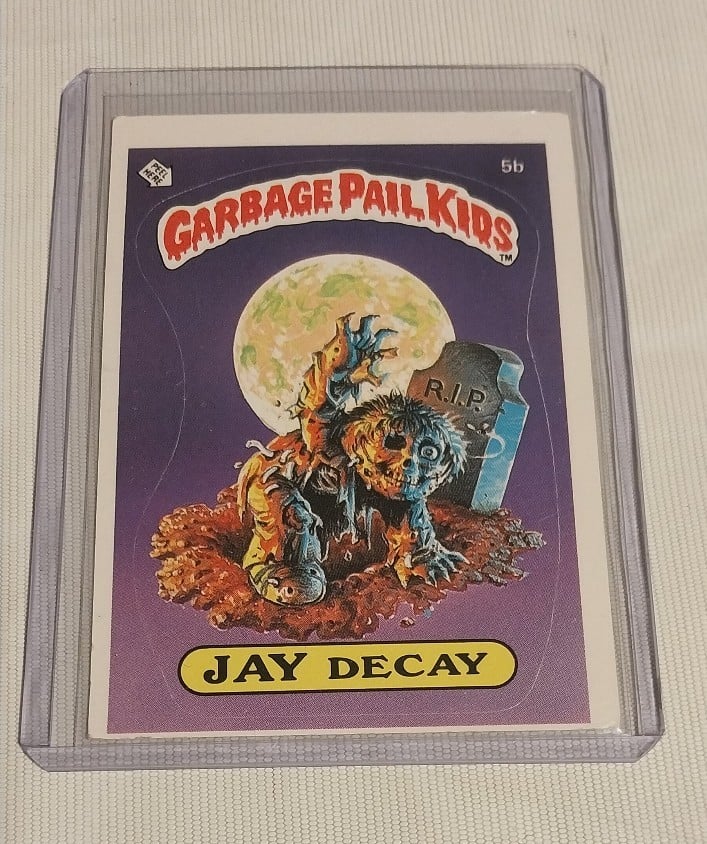 PEEL
HERE
5b
GARBAGE PAIL KIDS
TM
R.I.P.
JAY DECAY